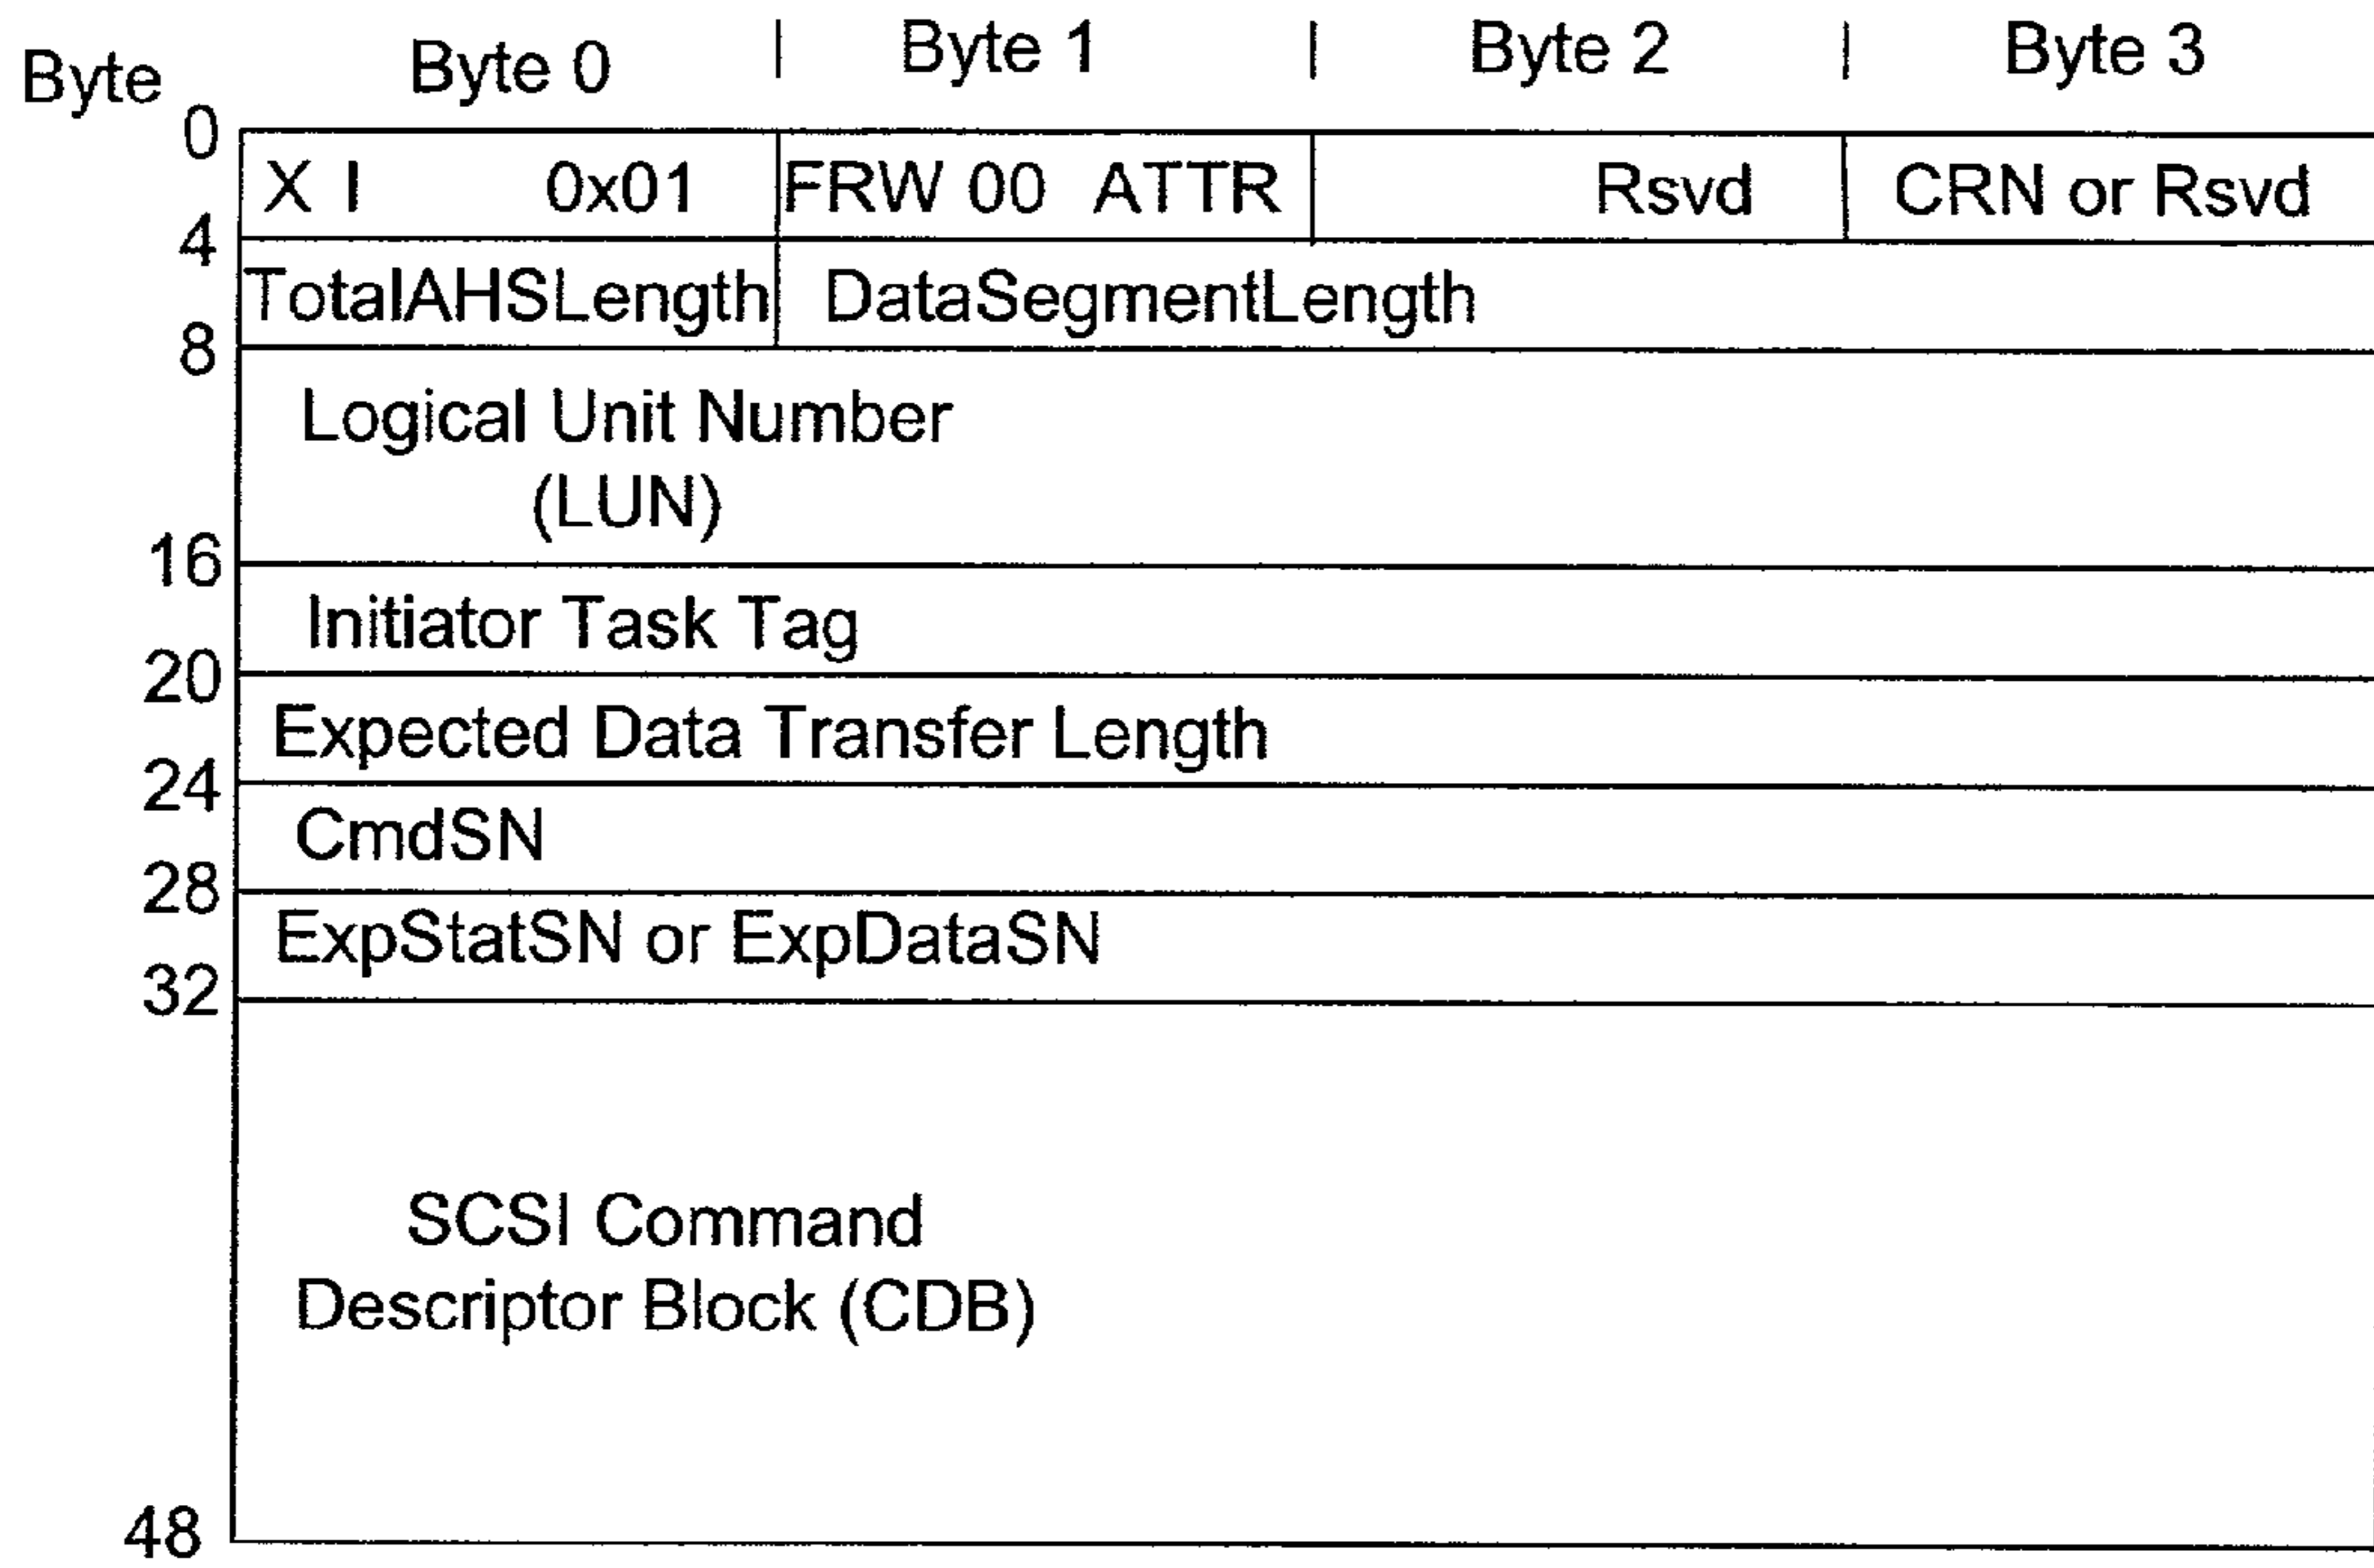 Byte Byte 0 | Byte 1 | Byte 2 | Byte 3
0
X I 0x01 FRW 00 ATTR Rsvd CRN or Rsvd
4
TotalAHSLength DataSegmentLength
8
Logical Unit Number
(LUN)
16
Initiator Task Tag
20
Expected Data Transfer Length
24
CmdSN
28
ExpStatSN or ExpDataSN
32
SCSI Command
Descriptor Block (CDB)
48